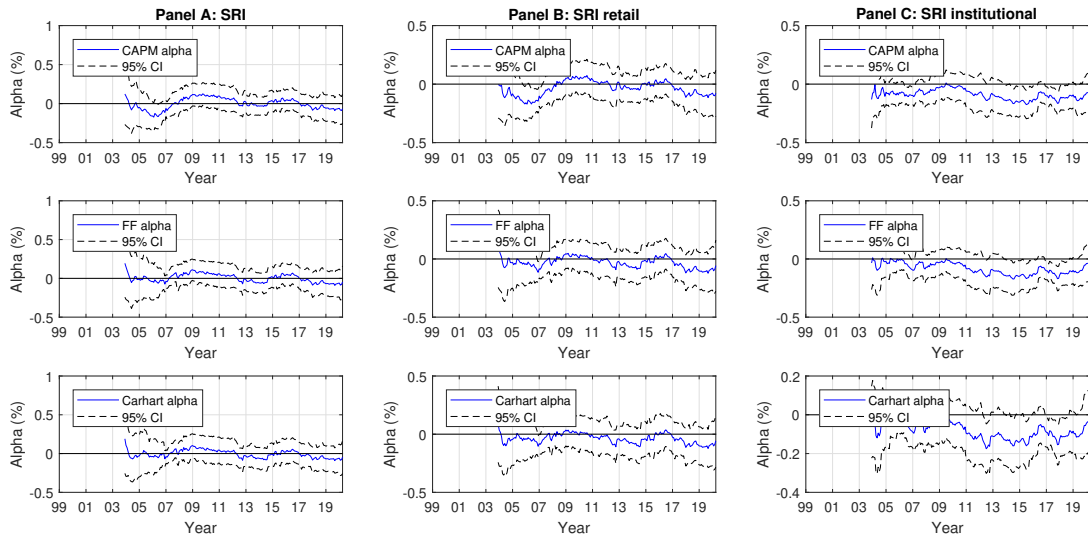 Panel A: SRI
Panel B: SRI retail
Panel C: SRI institutional
Alpha (%)
1
0.5
0
-0.5
CAPM alpha
95% CI
99 01 03 05 07 09 11 13 15 17 19
Year
Alpha (%)
0.5
0
-0.5
CAPM alpha
95% CI
99 01 03 05 07 09 11 13 15 17 19
Year
Alpha (%)
0.5
0
-0.5
CAPM alpha
95% CI
99 01 03 05 07 09 11 13 15 17 19
Year
Alpha (%)
1
0.5
0
-0.5
FF alpha
95% CI
99 01 03 05 07 09 11 13 15 17 19
Year
Alpha (%)
0.5
0
-0.5
FF alpha
95% CI
99 01 03 05 07 09 11 13 15 17 19
Year
Alpha (%)
0.5
0
-0.5
FF alpha
95% CI
99 01 03 05 07 09 11 13 15 17 19
Year
Alpha (%)
1
0.5
0
-0.5
Carhart alpha
95% CI
99 01 03 05 07 09 11 13 15 17 19
Year
Alpha (%)
0.5
0
-0.5
Carhart alpha
95% CI
99 01 03 05 07 09 11 13 15 17 19
Year
Alpha (%)
0.2
0
-0.2
-0.4
Carhart alpha
95% CI
99 01 03 05 07 09 11 13 15 17 19
Year